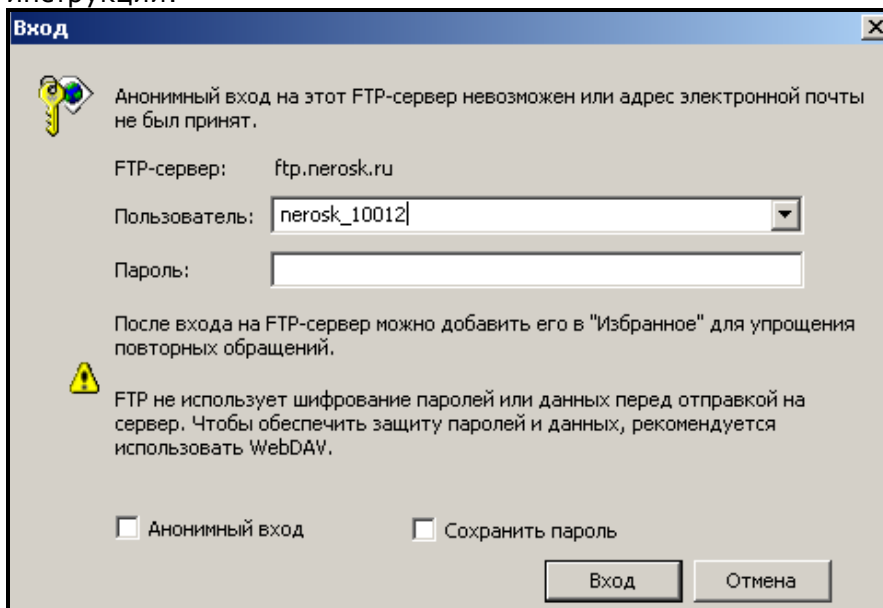 инструкции.
Вход
Анонимный вход на этот FTP-сервер невозможен или адрес электронной почты
не был принят.
FTP-сервер: ftp.nerosk.ru
Пользователь: nerosk_10012
Пароль:
После входа на FTP-сервер можно добавить его в "Избранное" для упрощения
повторных обращений.
FTP не использует шифрование паролей или данных перед отправкой на
сервер. Чтобы обеспечить защиту паролей и данных, рекомендуется
использовать WebDAV.
Анонимный вход Сохранить пароль
Вход Отмена